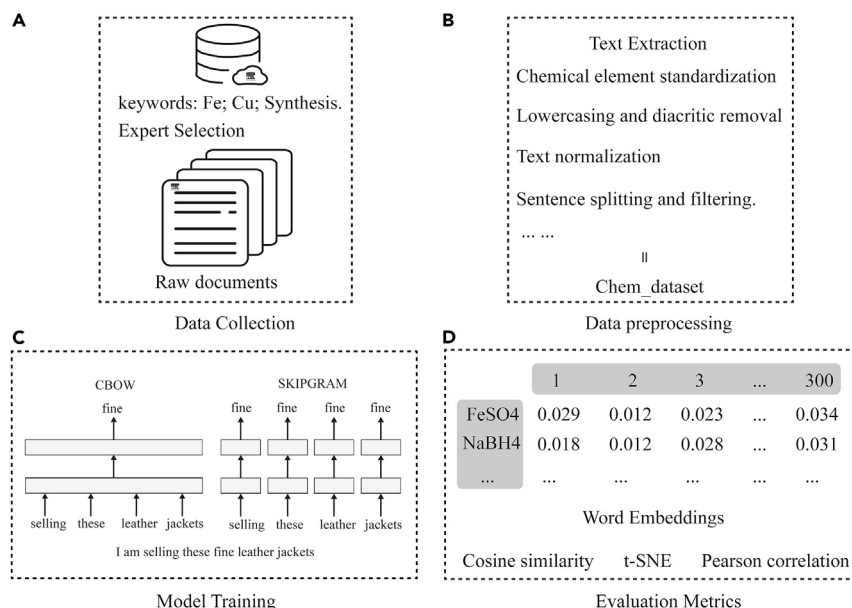 A
keywords: Fe; Cu; Synthesis.
Expert Selection
Raw documents
Data Collection
B
Text Extraction
Chemical element standardization
Lowercasing and diacritic removal
Text normalization
Sentence splitting and filtering.
... ...
=
Chem_dataset
Data preprocessing
C
CBOW
fine
selling these leather jackets
SKIPGRAM
fine fine fine fine
selling these leather jackets
I am selling these fine leather jackets
Model Training
D
1 2 3 ... 300
FeSO4 0.029 0.012 0.023 ... 0.034
NaBH4 0.018 0.012 0.028 ... 0.031
... ... ... ... ... ...
Word Embeddings
Cosine similarity t-SNE Pearson correlation
Evaluation Metrics